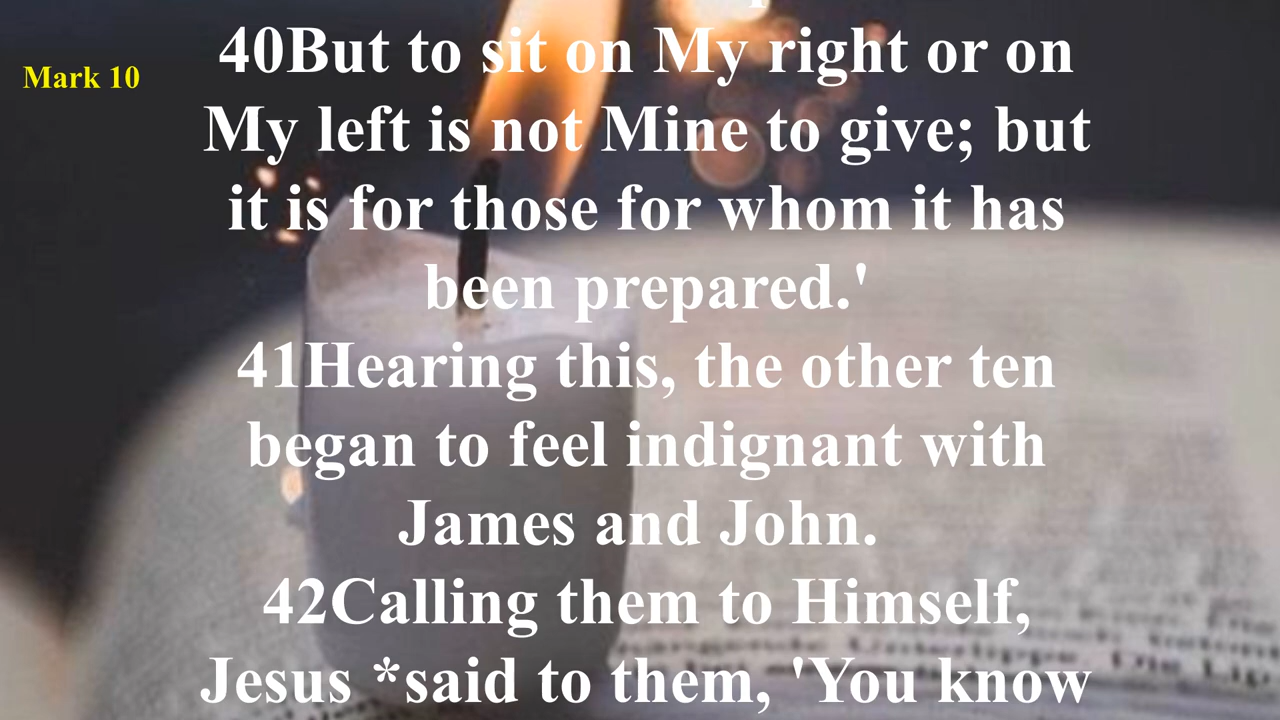 Mark 10
40But to sit on My right or on
My left is not Mine to give; but
it is for those for whom it has
been prepared.'
41Hearing this, the other ten
began to feel indignant with
James and John.
42Calling them to Himself,
Jesus *said to them, 'You know